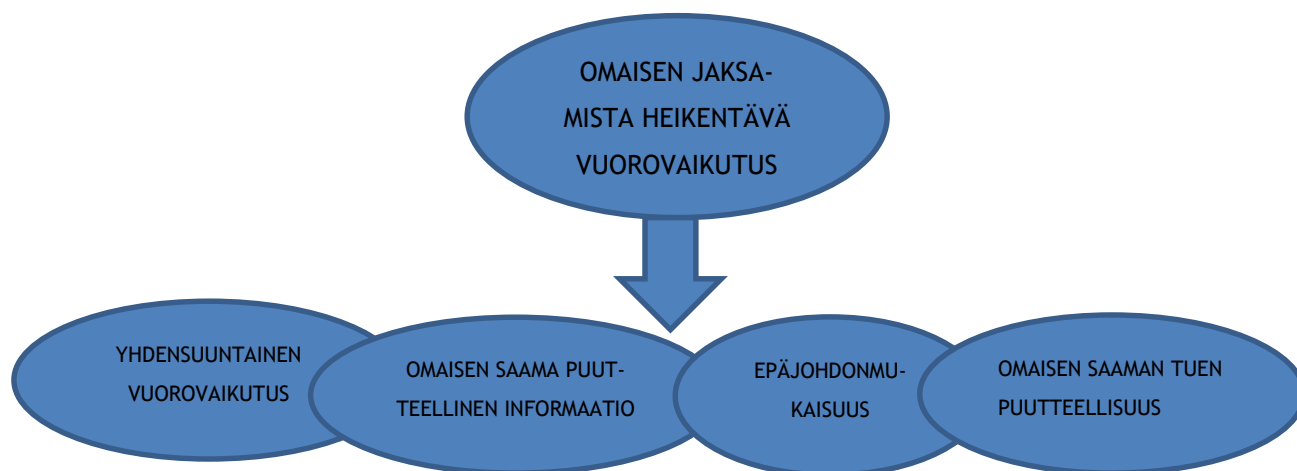 OMAISEN JAKSA-
MISTA HEIKENTÄVÄ
VUOROVAIKUTUS
YHDENSUUNTAINEN
VUOROVAIKUTUS
OMAISEN SAAMA PUUT-
TEELLINEN INFORMAATIO
EPÄJOHDONMU-
KAISUUS
OMAISEN SAAMAN TUEN
PUUTTEELLISUUS